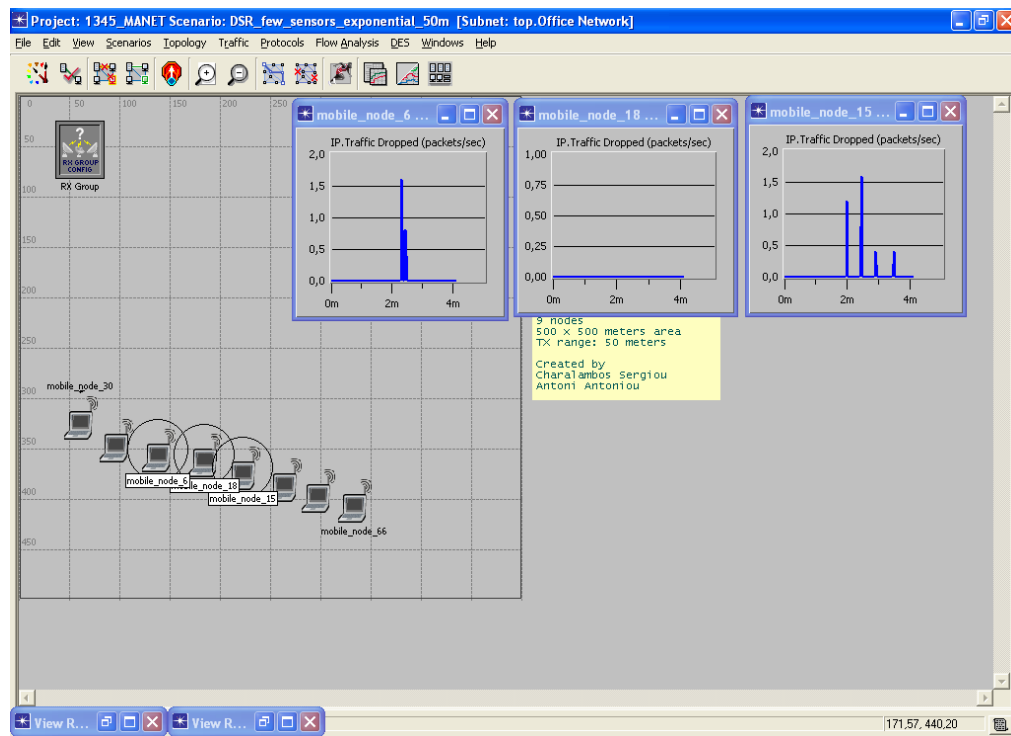 Project: 1345_MANET Scenario: DSR_few_sensors_exponential_50m [Subnet: top.Office Network]
File Edit View Scenarios Topology Traffic Protocols Flow Analysis DES Windows Help
0 50 100 150 200 250
50
100
150
200
250
300
350
400
450
?
RX GROUP
CONFIG
RX Group
mobile_node_6 ...
IP.Traffic Dropped (packets/sec)
2,0
1,5
1,0
0,5
0,0
0m 2m 4m
mobile_node_18 ...
IP.Traffic Dropped (packets/sec)
1,00
0,75
0,50
0,25
0,00
0m 2m 4m
mobile_node_15 ...
IP.Traffic Dropped (packets/sec)
2,0
1,5
1,0
0,5
0,0
0m 2m 4m
9 nodes
500 x 500 meters area
TX range: 50 meters
Created by
Charalambos Sergiou
Antoni Antoniou
mobile_node_30
mobile_node_6
le_node_18
mobile_node_15
mobile_node_66
View R... View R...
171,57, 440,20